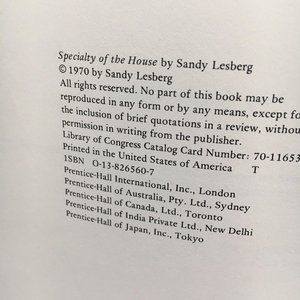 Specialty of the House by Sandy Lesberg
© 1970 by Sandy Lesberg
All rights reserved. No part of this book may be
reproduced in any form or by any means, except fo
the inclusion of brief quotations in a review, withou
permission in writing from the publisher.
Library of Congress Catalog Card Number: 70-11653
Printed in the United States of America T
ISBN O-13-826560-7
Prentice-Hall International, Inc., London
Prentice-Hall of Australia, Pty. Ltd., Sydney
Prentice-Hall of Canada, Ltd., Toronto
Prentice-Hall of India Private Ltd., New Delhi
Prentice-Hall of Japan, Inc., Tokyo